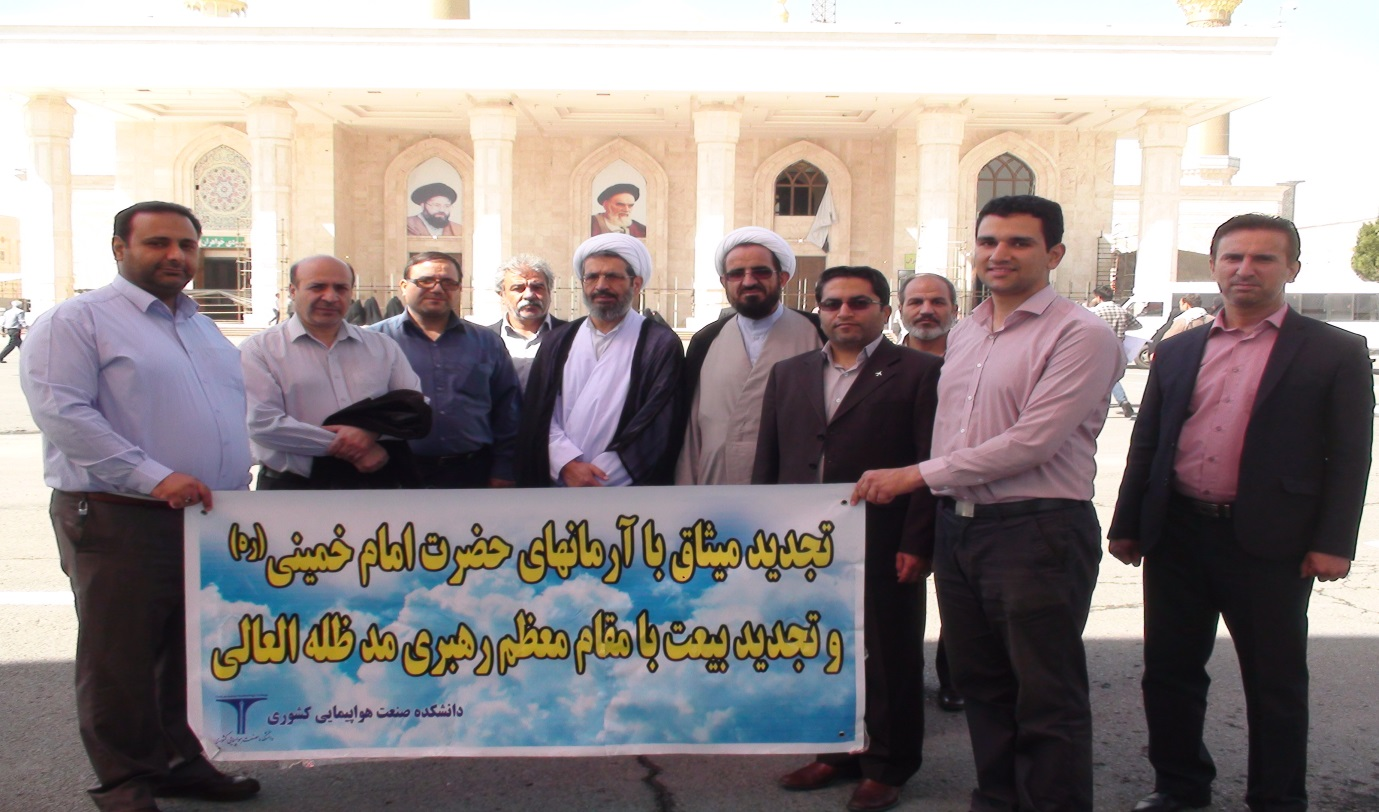 تجدید میثاق با آرمانهای حضرت امام خمینی (ره)
و تجدید بیعت با مقام معظم رهبری مد ظله العالی
دانشکده صنعت هواپیمایی کشوری